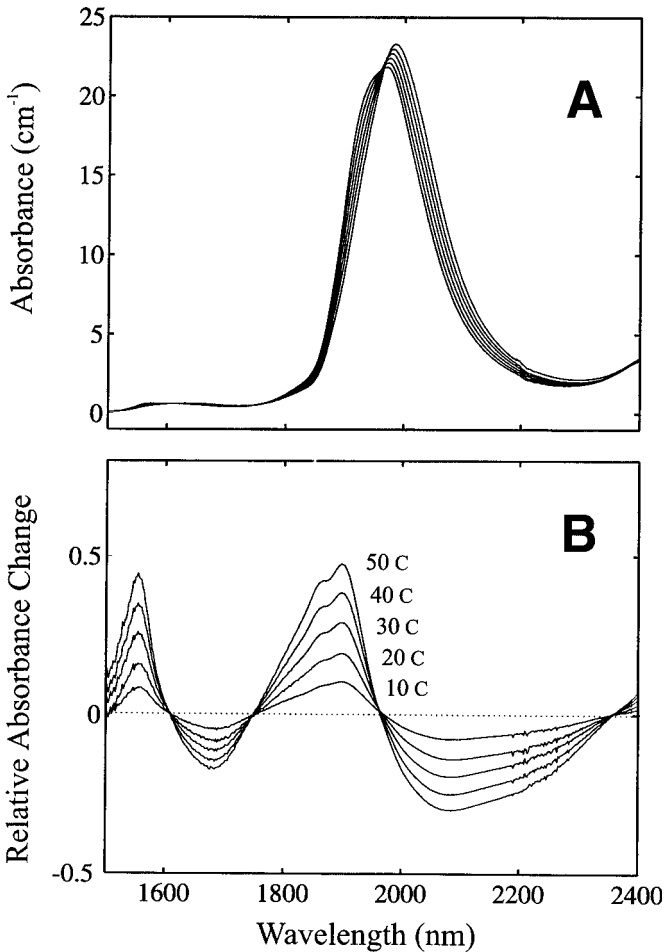 25
20
15
10
5
0
Absorbance (cm⁻¹)
A
Relative Absorbance Change
0.5
0
-0.5
B
50 C
40 C
30 C
20 C
10 C
1600
1800
2000
2200
2400
Wavelength (nm)